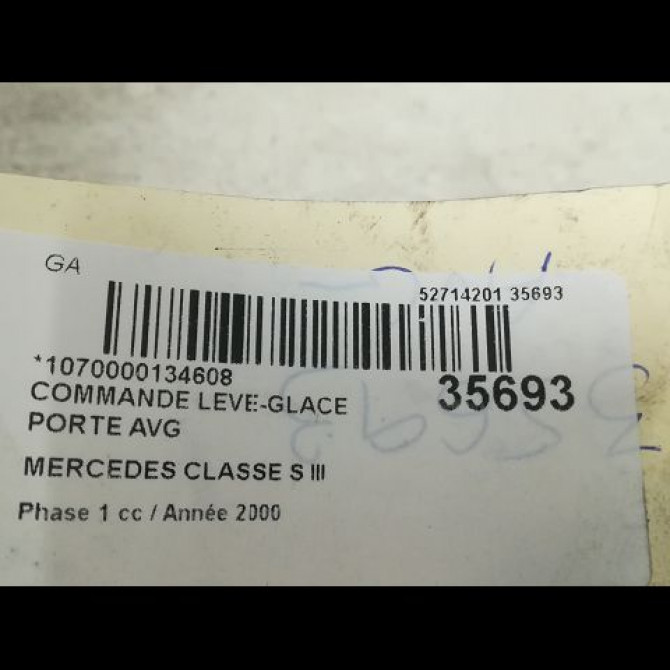 GA
52714201 35693
*1070000134608
35693
COMMANDE LEVE-GLACE
PORTE AVG
MERCEDES CLASSE S III
Phase 1 cc / Année 2000